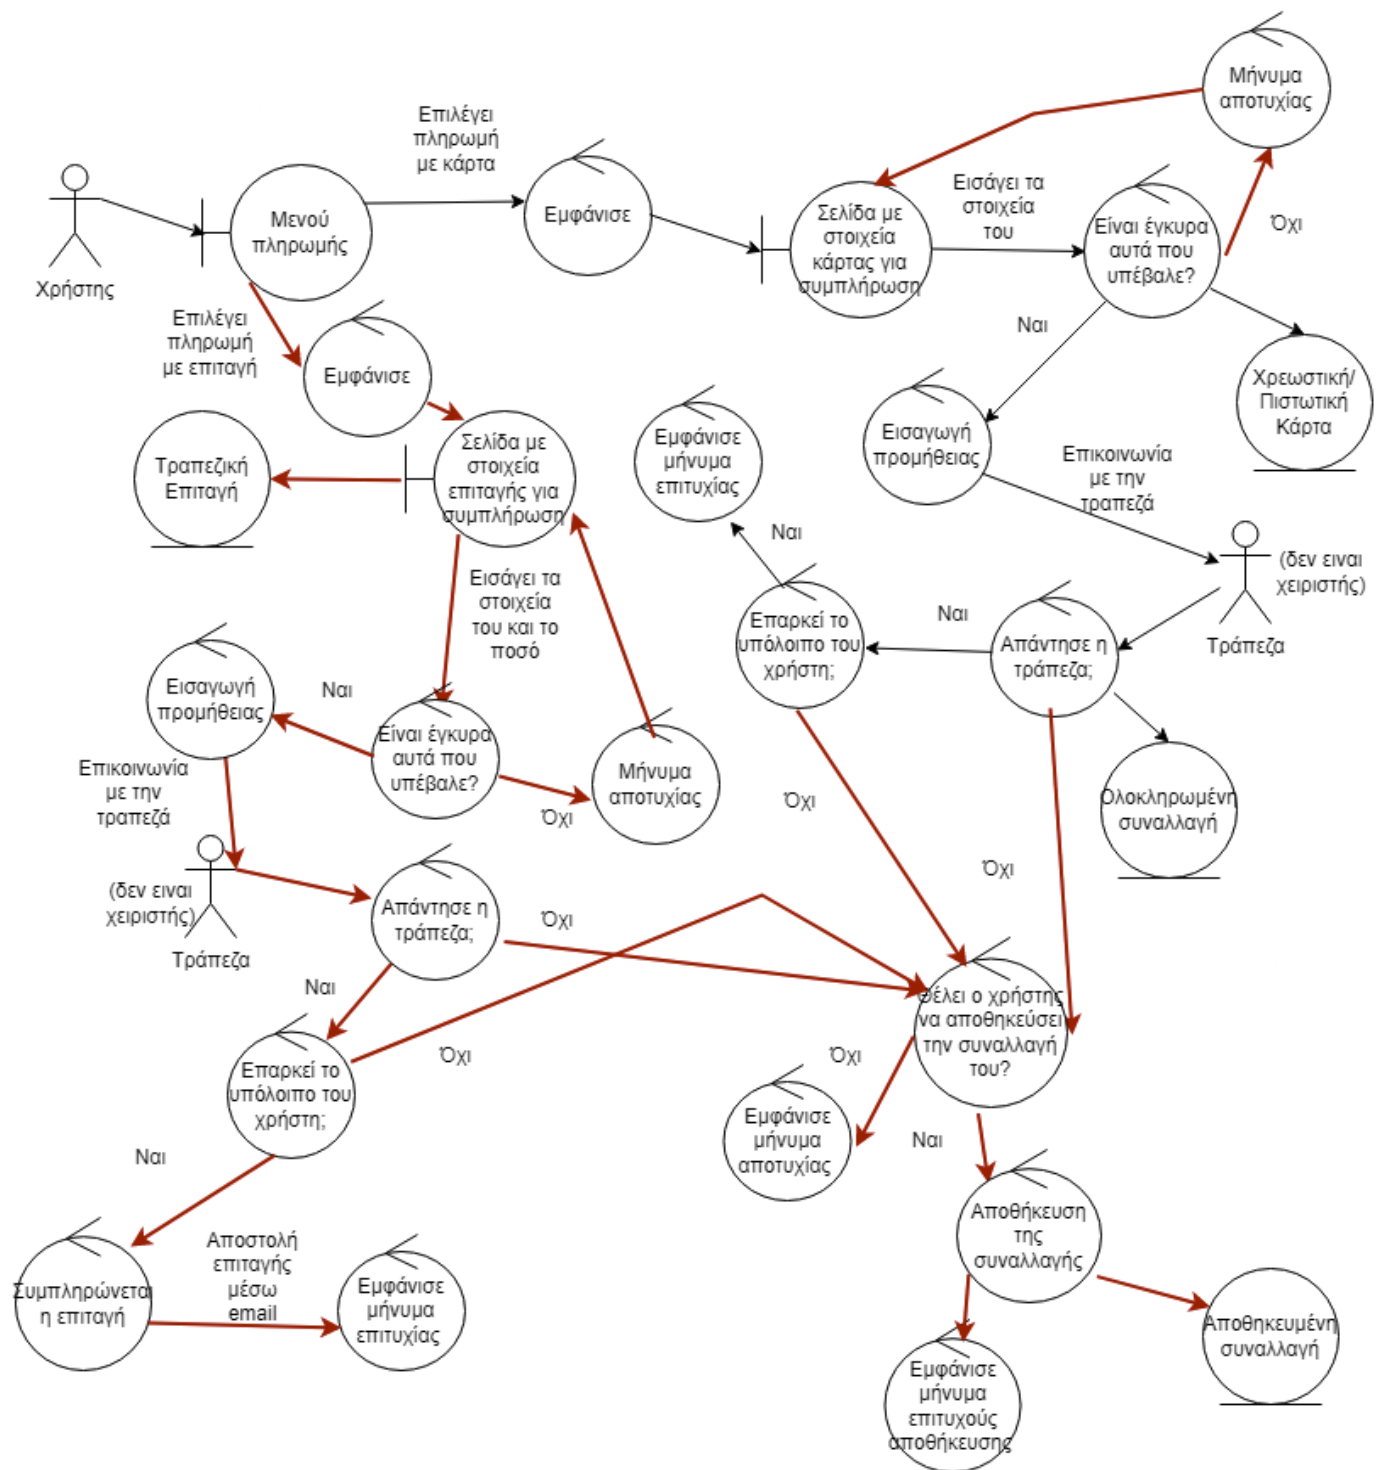 Μήνυμα
αποτυχίας
Επιλέγει
πληρωμή
με κάρτα
Χρήστης
Μενού
πληρωμής
Εμφάνισε
Σελίδα με
στοιχεία
κάρτας για
συμπλήρωση
Εισάγει τα
στοιχεία
του
Είναι έγκυρα
αυτά που
υπέβαλε?
Όχι
Ναι
Χρεωστική/
Πιστωτική
Κάρτα
Επιλέγει
πληρωμή
με επιταγή
Εμφάνισε
Τραπεζική
Επιταγή
Σελίδα με
στοιχεία
επιταγής για
συμπλήρωση
Εμφάνισε
μήνυμα
επιτυχίας
Εισαγωγή
προμήθειας
Επικοινωνία
με την
τραπεζά
Ναι
(δεν ειναι
χειριστής)
Τράπεζα
Εισάγει τα
στοιχεία
του και το
ποσό
Επαρκεί το
υπόλοιπο του
χρήστη;
Ναι
Απάντησε η
τράπεζα;
Εισαγωγή
προμήθειας
Ναι
Είναι έγκυρα
αυτά που
υπέβαλε?
Όχι
Μήνυμα
αποτυχίας
Όχι
Ολοκληρωμένη
συναλλαγή
Επικοινωνία
με την
τραπεζά
(δεν ειναι
χειριστής)
Τράπεζα
Απάντησε η
τράπεζα;
Όχι
Όχι
Ναι
Επαρκεί το
υπόλοιπο του
χρήστη;
Όχι
Θέλει ο χρήστης
να αποθηκεύσει
την συναλλαγή
του?
Όχι
Εμφάνισε
μήνυμα
αποτυχίας
Ναι
Ναι
Αποθήκευση
της
συναλλαγής
Συμπληρώνεται
η επιταγή
Αποστολή
επιταγής
μέσω
email
Εμφάνισε
μήνυμα
επιτυχίας
Αποθηκευμένη
συναλλαγή
Εμφάνισε
μήνυμα
επιτυχούς
αποθήκευσης